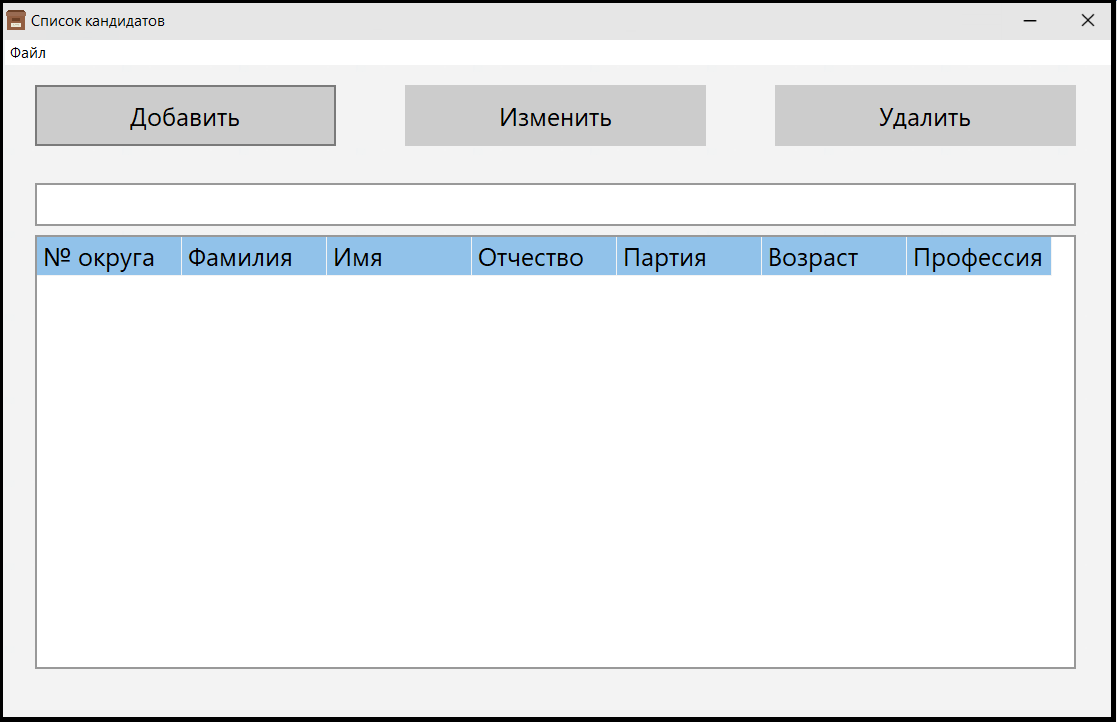 Список кандидатов
Файл
Добавить Изменить Удалить
№ округа Фамилия Имя Отчество Партия Возраст Профессия